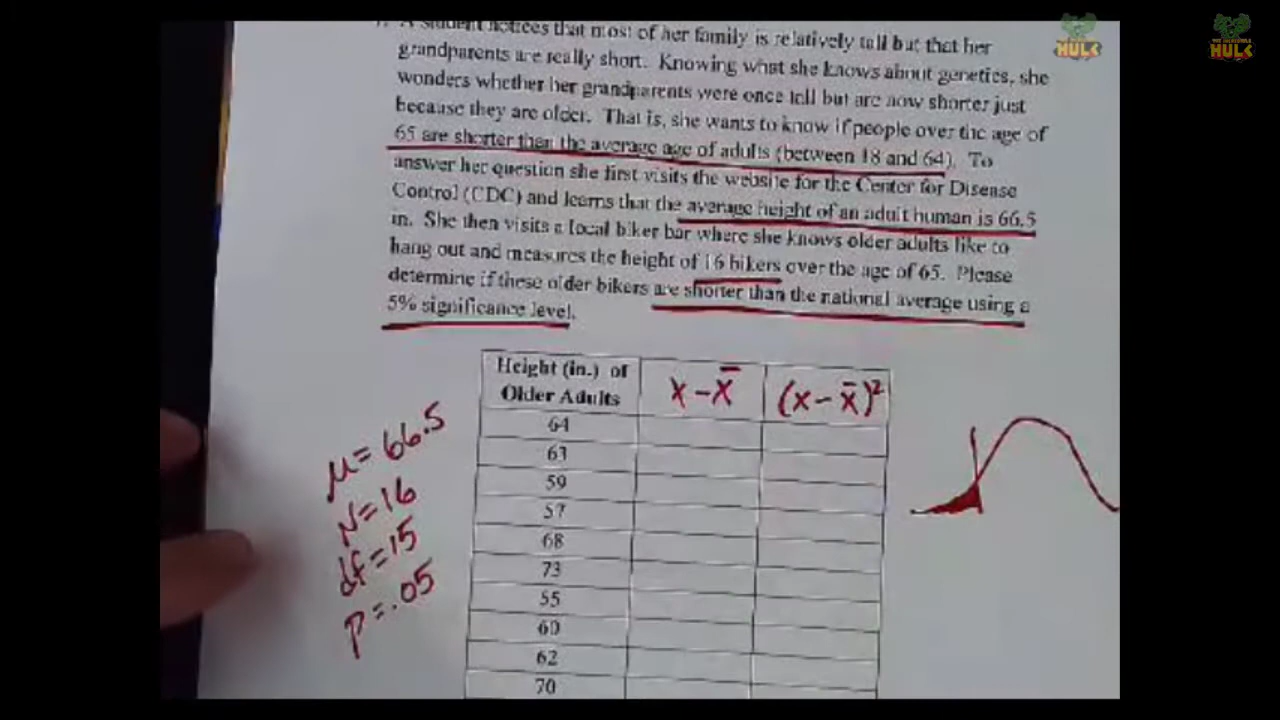 A student notices that most of her family is relatively tall but that her
grandparents are really short. Knowing what she knows about genetics, she
wonders whether her grandparents were once tall but are now shorter just
because they are older. That is, she wants to know if people over the age of
65 are shorter than the average age of adults (between 18 and 64). To
answer her question she first visits the website for the Center for Disease
Control (CDC) and learns that the average height of an adult human is 66.5
in. She then visits a local biker bar where she knows older adults like to
hang out and measures the height of 16 bikers over the age of 65. Please
determine if these older bikers are shorter than the national average using a
5% significance level.
Height (in.) of
Older Adults
x - x̄
(x - x̄)²
64
63
59
57
68
73
55
60
62
70
μ = 66.5
N = 16
df = 15
P = .05
HULK
HULK